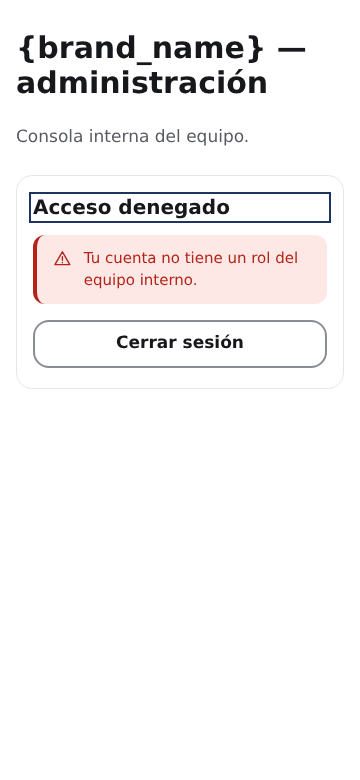 {brand_name} —
administración
Consola interna del equipo.
Acceso denegado
Tu cuenta no tiene un rol del
equipo interno.
Cerrar sesión